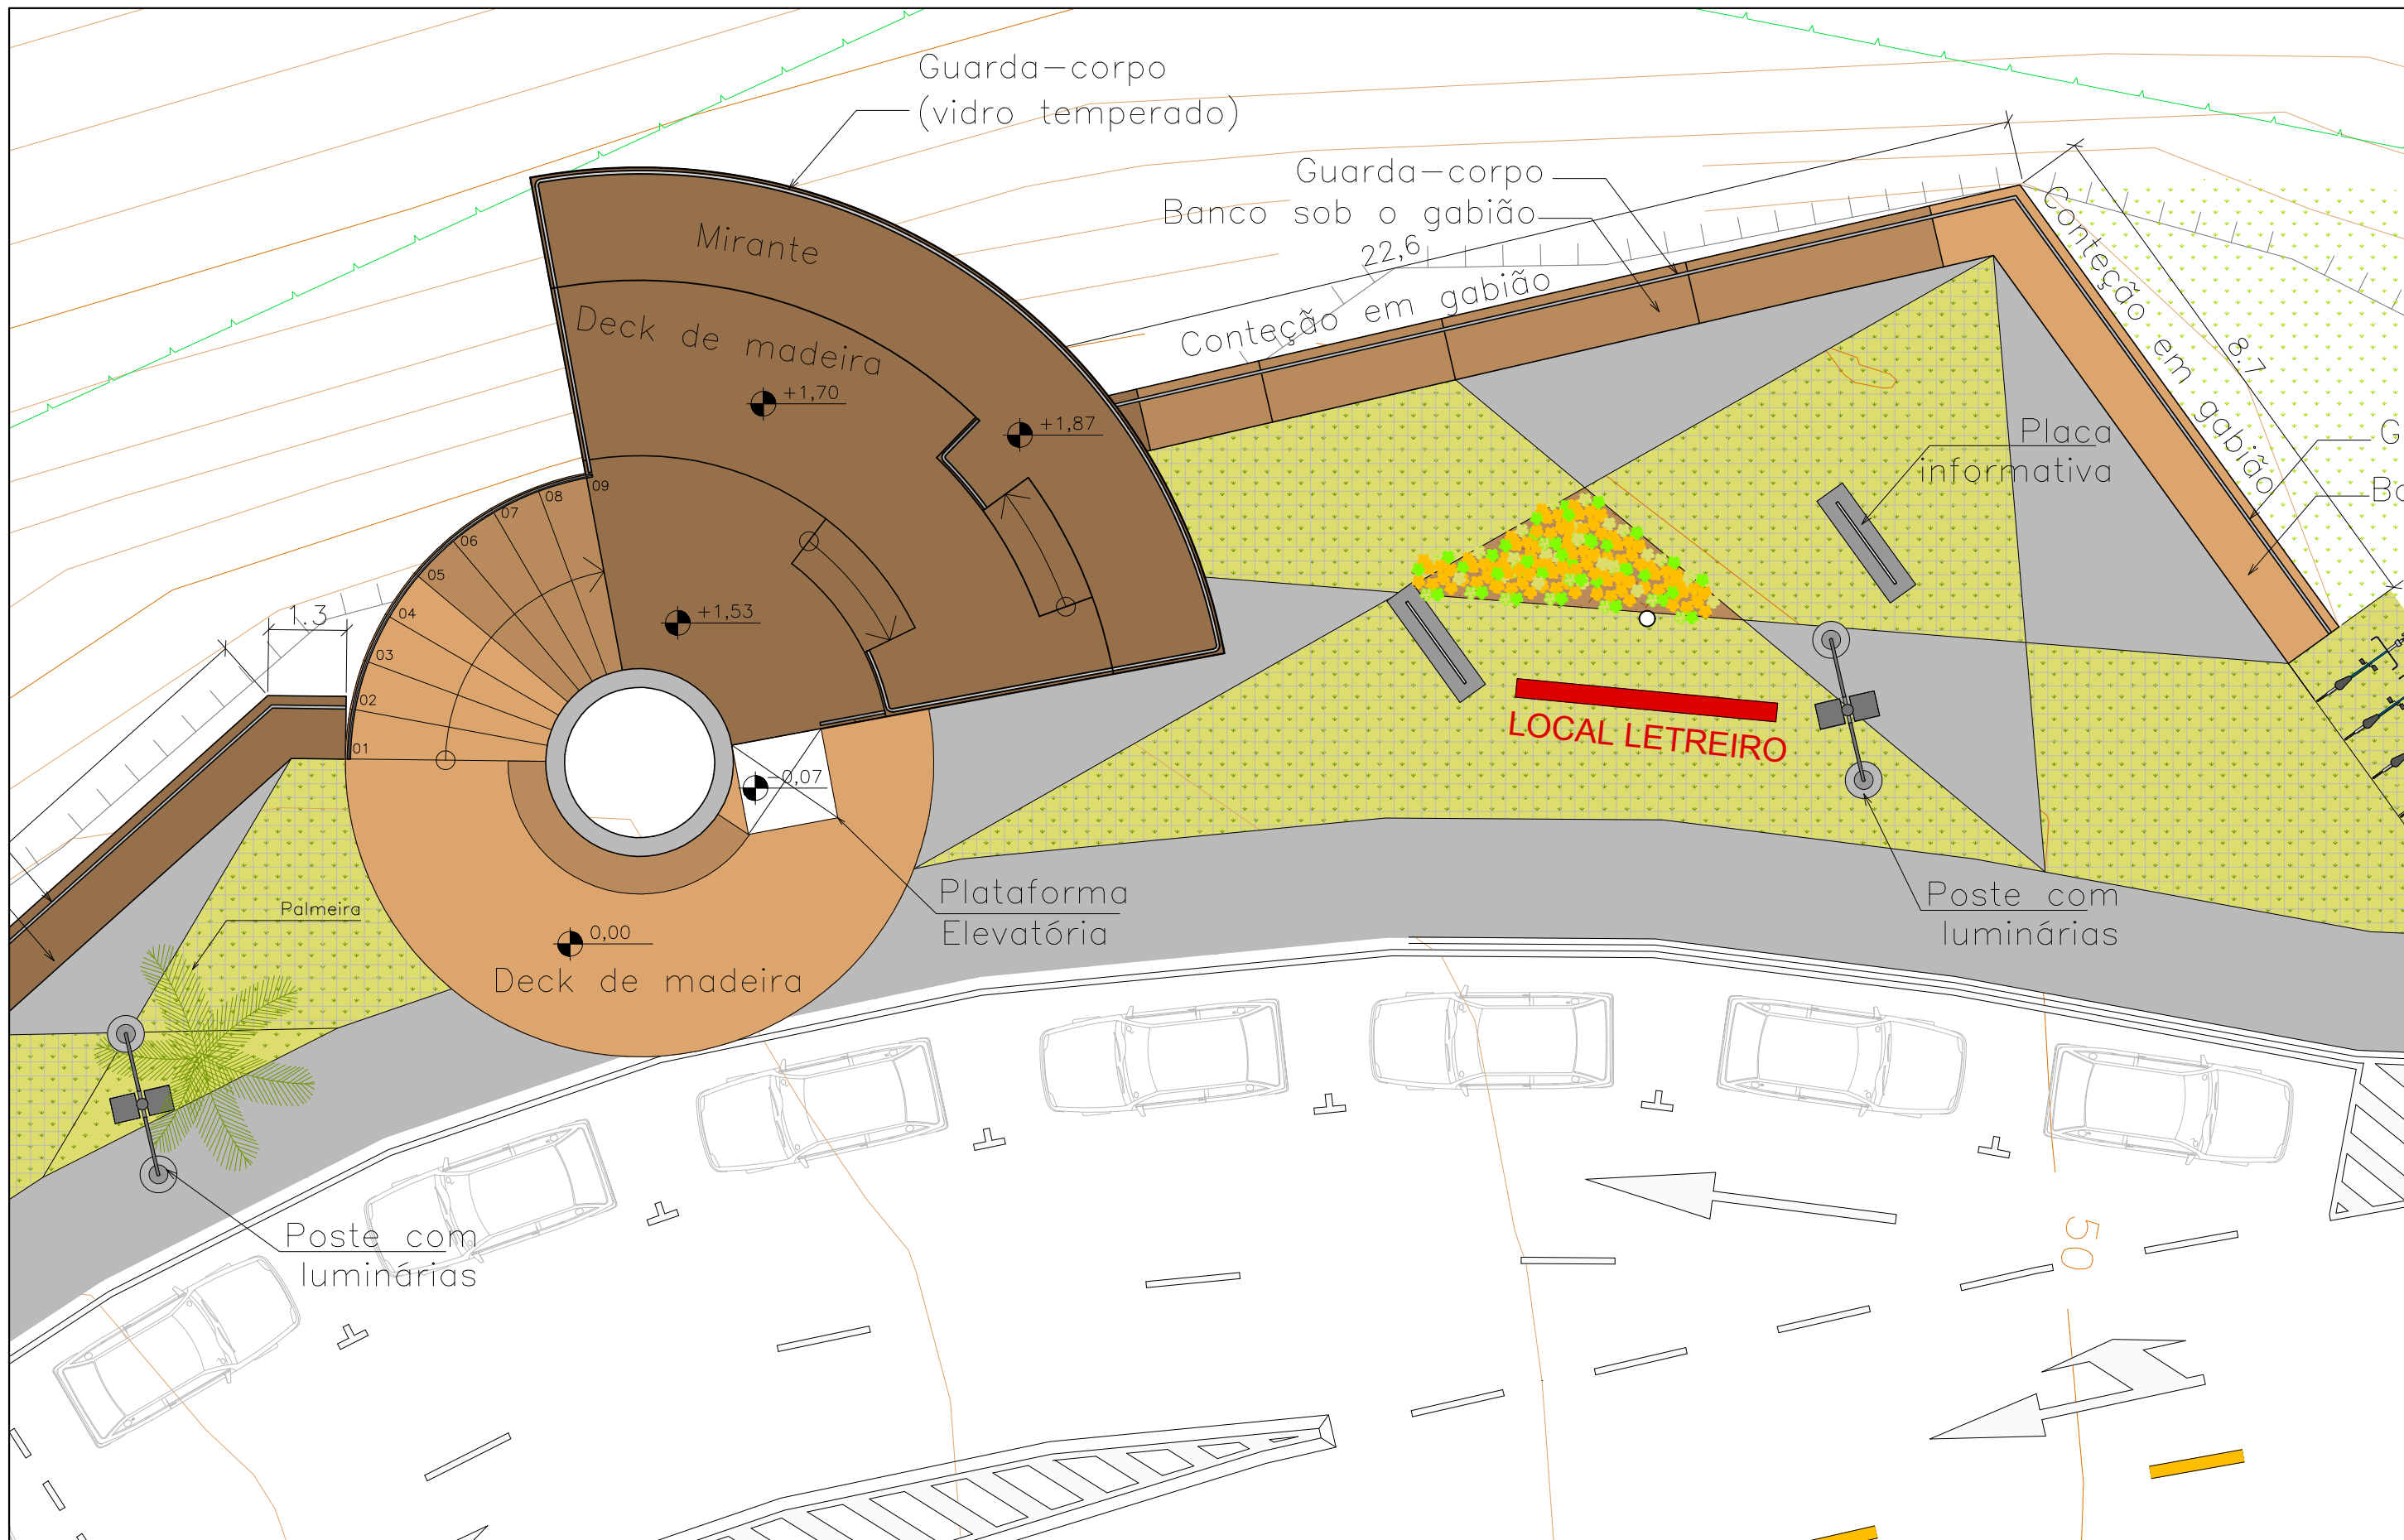 Guarda-corpo
(vidro temperado)
Guarda-corpo
Banco sob o gabião
22,6
Conteção em gabião
Conteção em gabião
8.7
Mirante
Deck de madeira
+1,70
+1,87
Placa
informativa
G
Ba
09
08
07
06
05
04
03
02
01
1.3
+1,53
-0,07
LOCAL LETREIRO
Plataforma
Elevatória
Poste com
luminárias
Palmeira
0,00
Deck de madeira
Poste com
luminárias
50